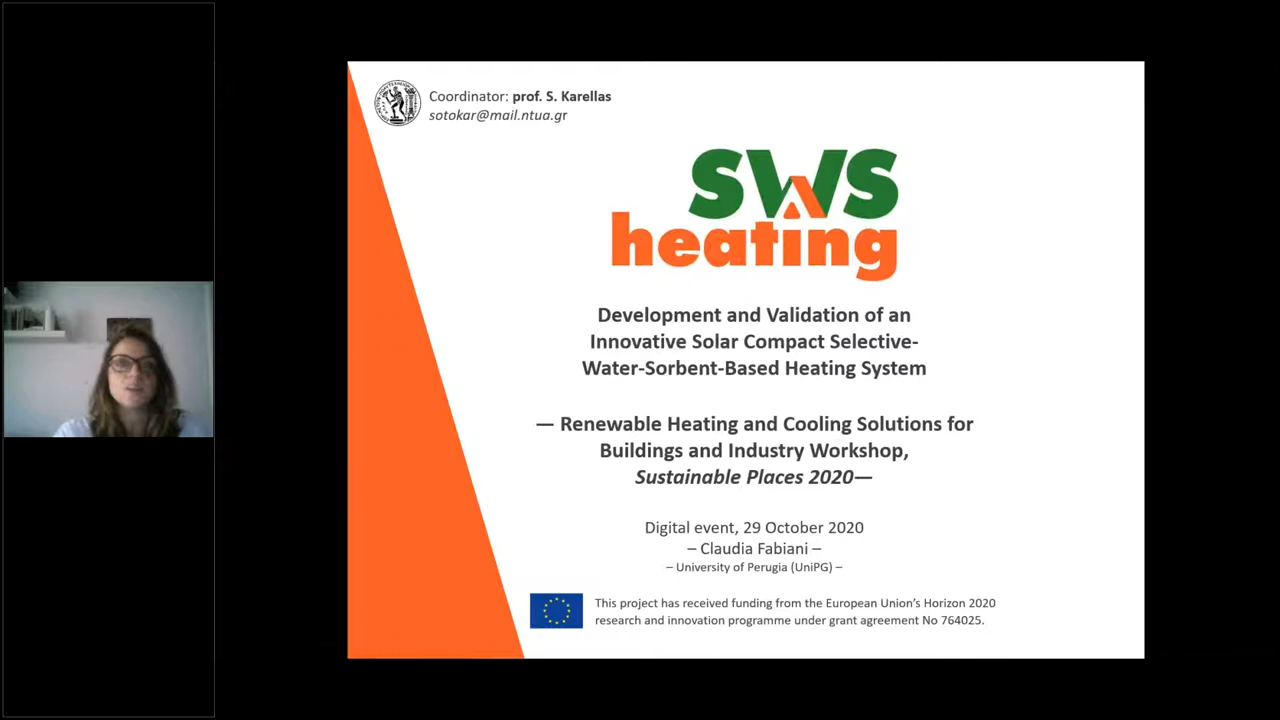 Coordinator: prof. S. Karellas
sotokar@mail.ntua.gr
SWS
heating
Development and Validation of an
Innovative Solar Compact Selective-
Water-Sorbent-Based Heating System
— Renewable Heating and Cooling Solutions for
Buildings and Industry Workshop,
Sustainable Places 2020—
Digital event, 29 October 2020
– Claudia Fabiani –
– University of Perugia (UniPG) –
This project has received funding from the European Union’s Horizon 2020
research and innovation programme under grant agreement No 764025.